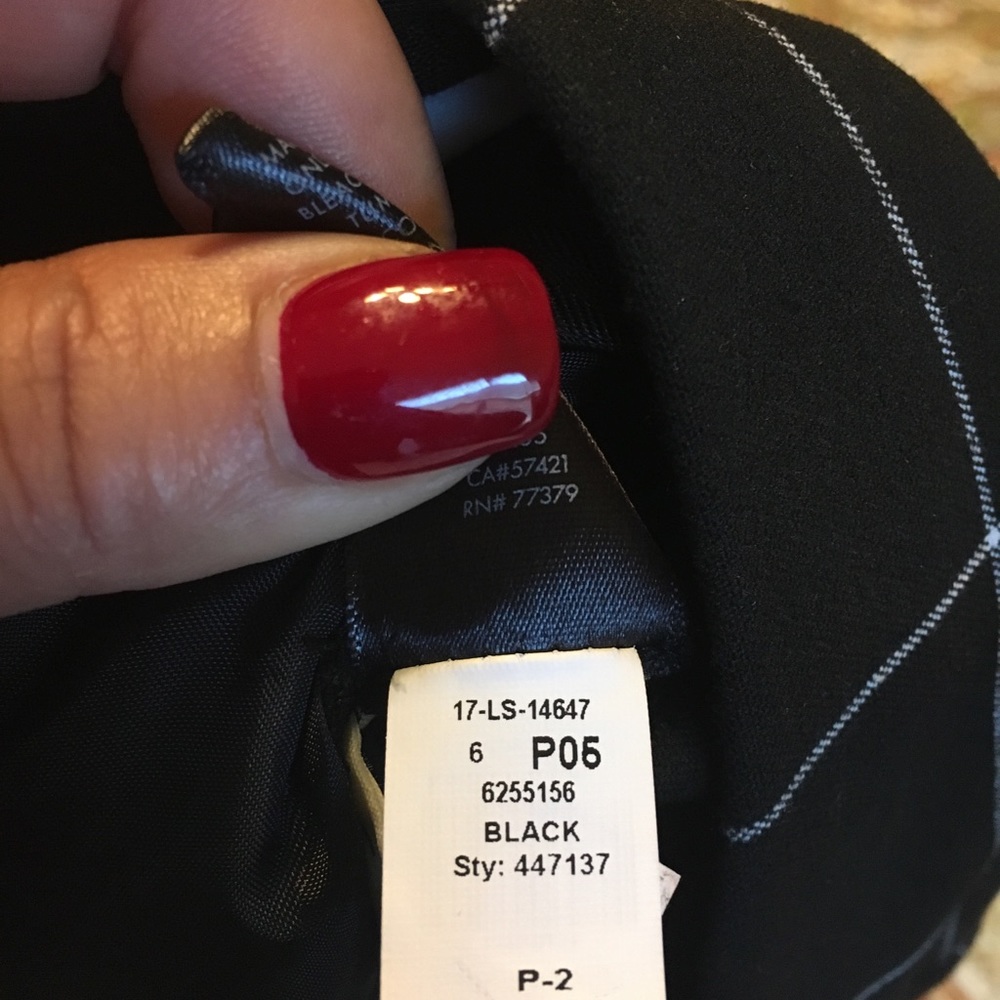 CA#57421
RN# 77379
17-LS-14647
6 P05
6255156
BLACK
Sty: 447137
P-2